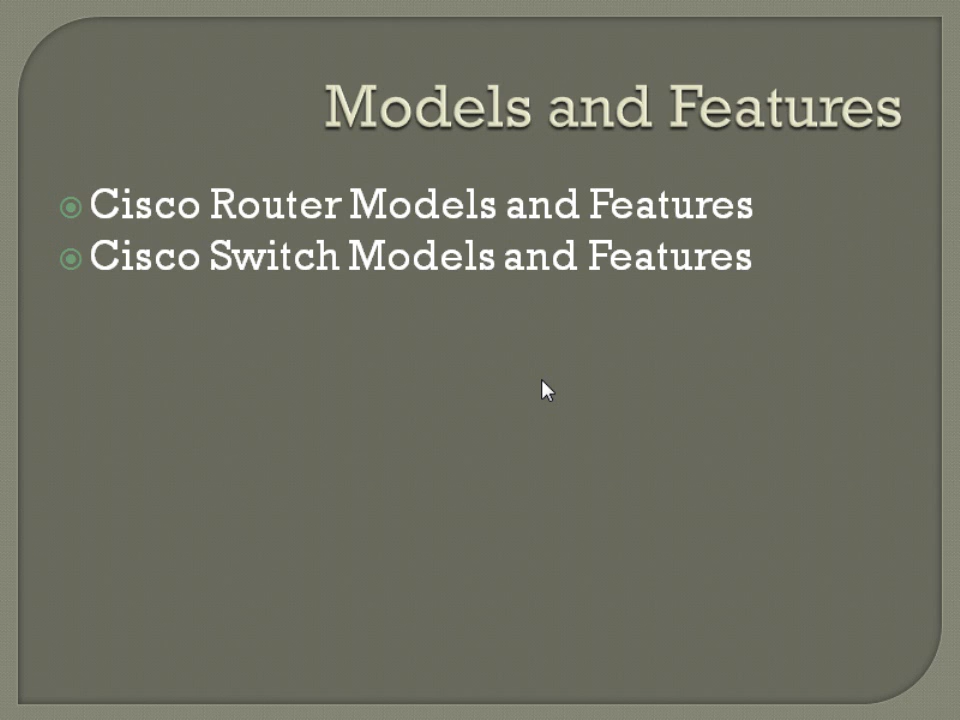 Models and Features
Cisco Router Models and Features
Cisco Switch Models and Features